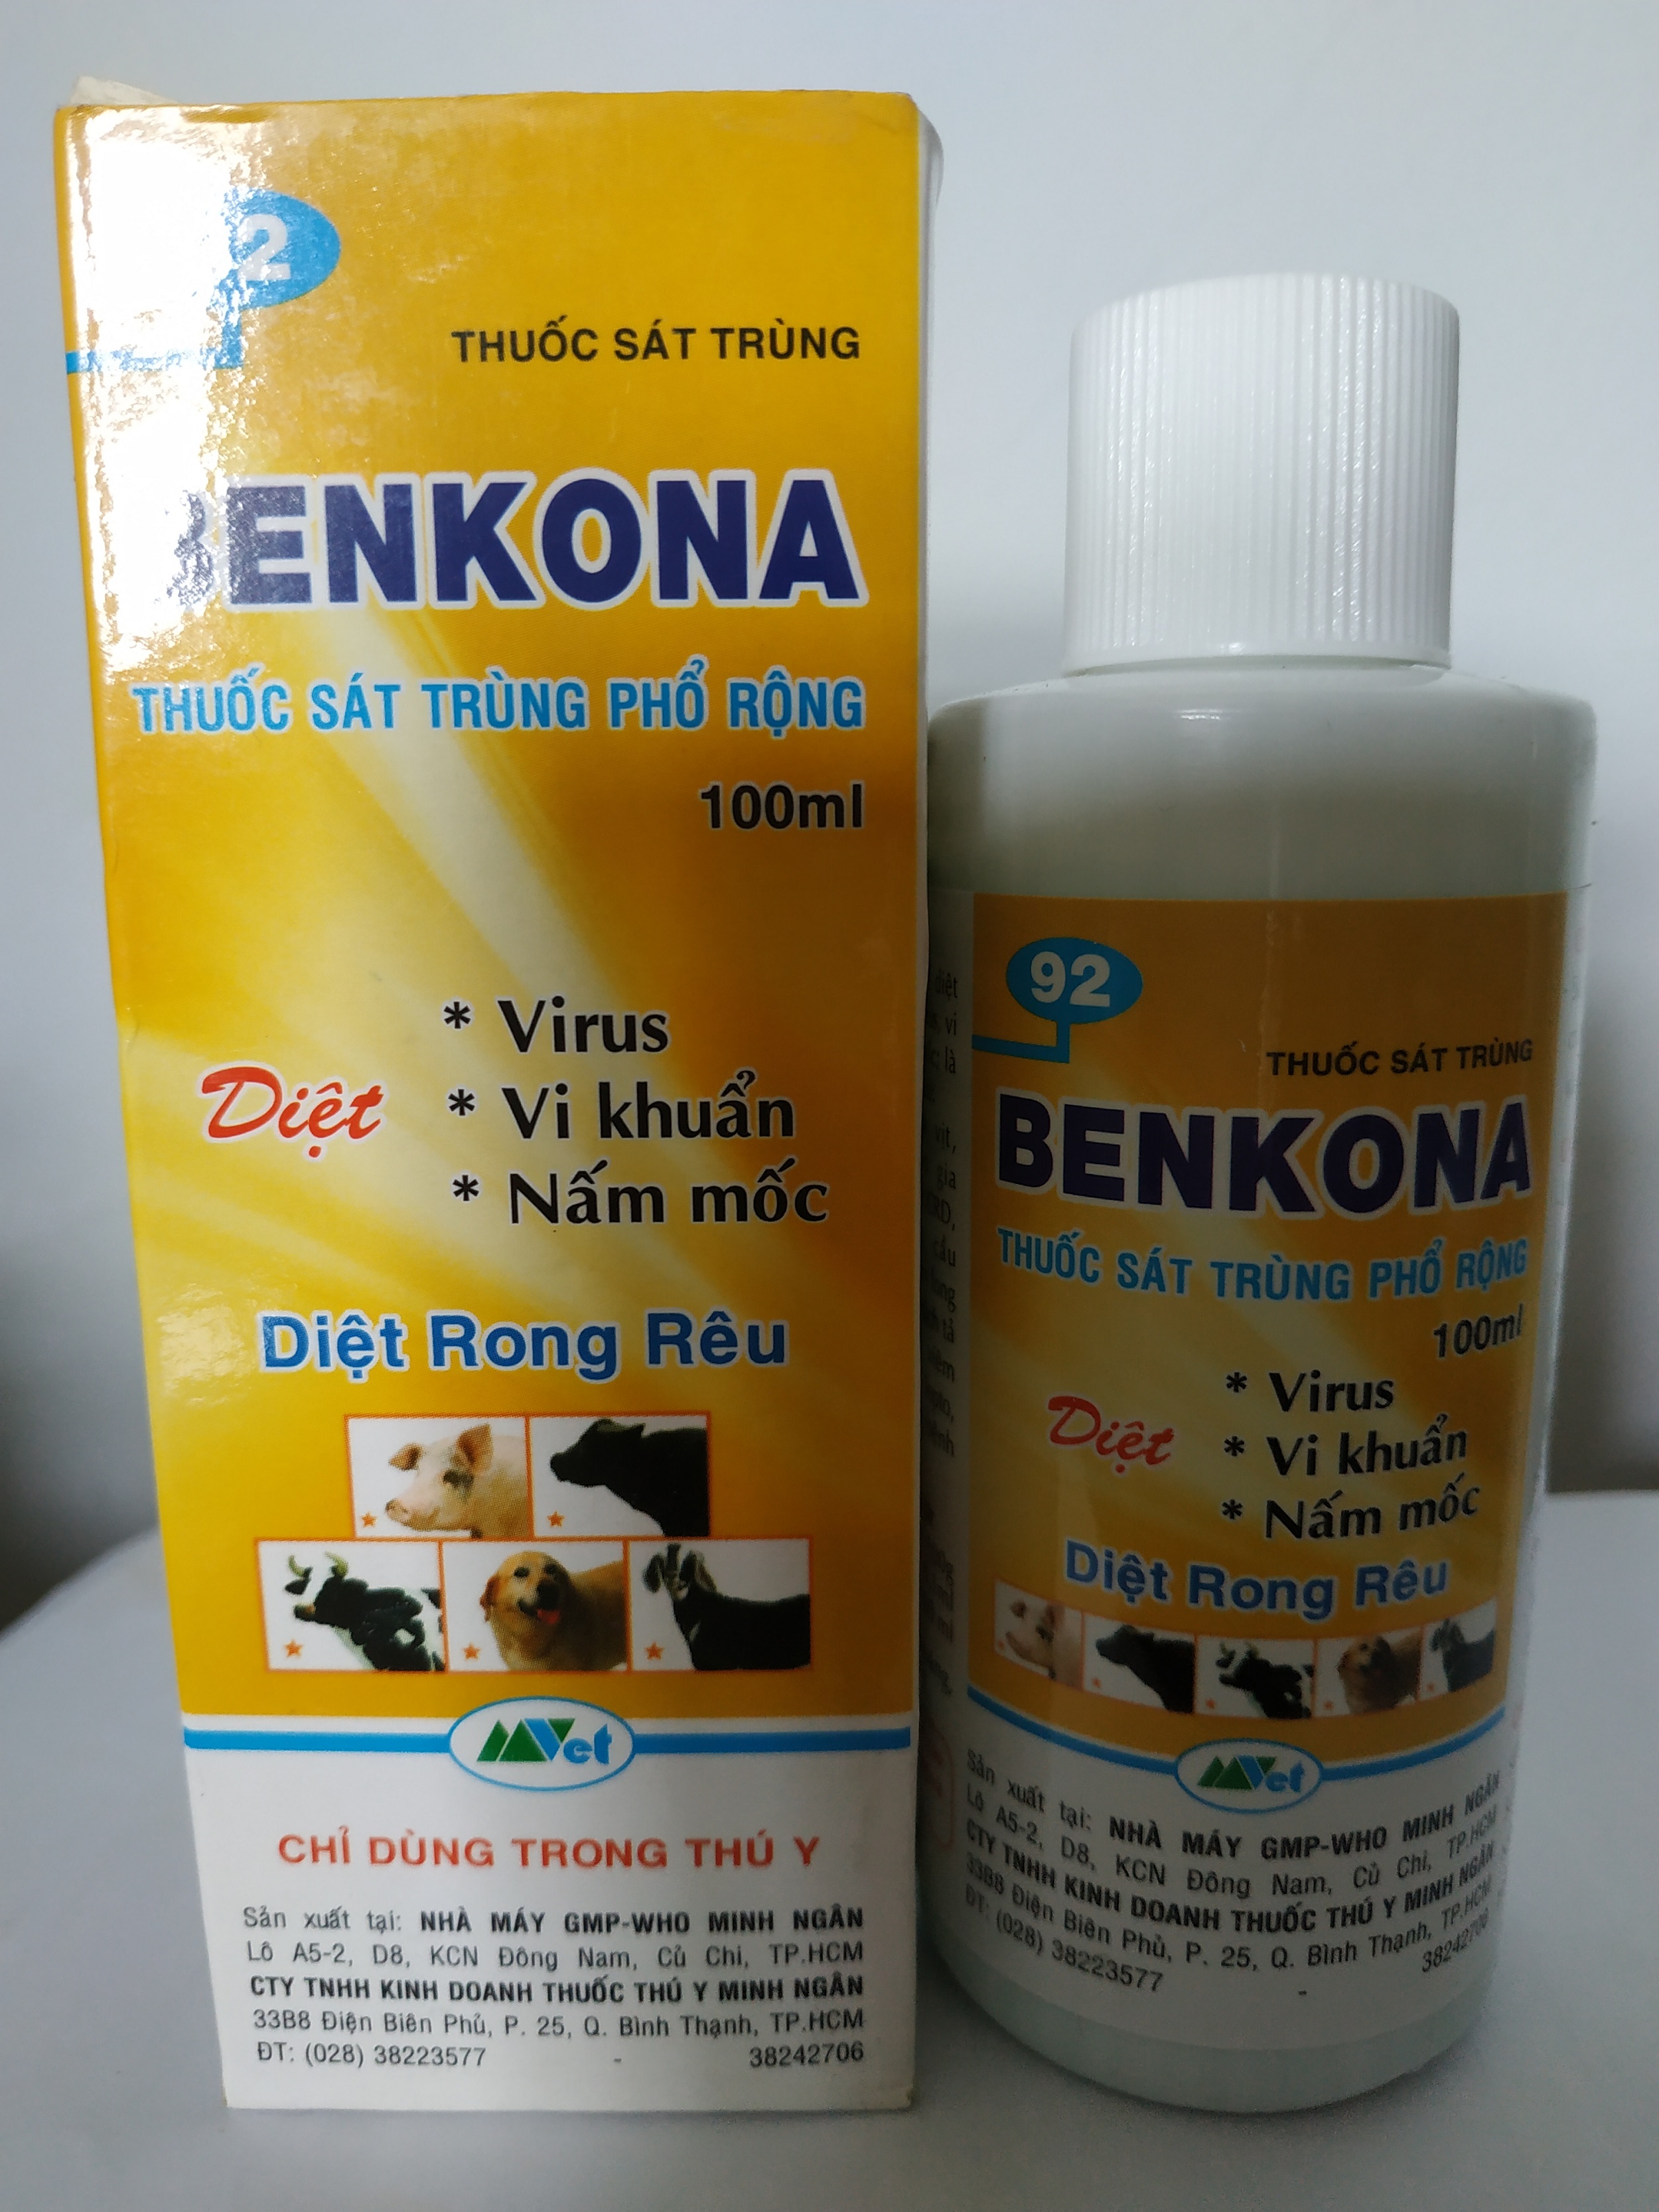 THUỐC SÁT TRÙNG
BENKONA
THUỐC SÁT TRÙNG PHỔ RỘNG
100ml
Diệt
* Virus
* Vi khuẩn
* Nấm mốc
Diệt Rong Rêu
MVet
CHỈ DÙNG TRONG THÚ Y
Sản xuất tại: NHÀ MÁY GMP-WHO MINH NGÂN
Lô A5-2, D8, KCN Đông Nam, Củ Chi, TP.HCM
CTY TNHH KINH DOANH THUỐC THÚ Y MINH NGÂN
33B8 Điện Biên Phủ, P. 25, Q. Bình Thạnh, TP.HCM
ĐT: (028) 38223577 - 38242706
92
THUỐC SÁT TRÙNG
BENKONA
THUỐC SÁT TRÙNG PHỔ RỘNG
100ml
Diệt
* Virus
* Vi khuẩn
* Nấm mốc
Diệt Rong Rêu
MVet
Sản xuất tại: NHÀ MÁY GMP-WHO MINH NGÂN
Lô A5-2, D8, KCN Đông Nam, Củ Chi, TP.HCM
CTY TNHH KINH DOANH THUỐC THÚ Y MINH NGÂN
33B8 Điện Biên Phủ, P. 25, Q. Bình Thạnh, TP.HCM
ĐT: (028) 38223577 - 38242706